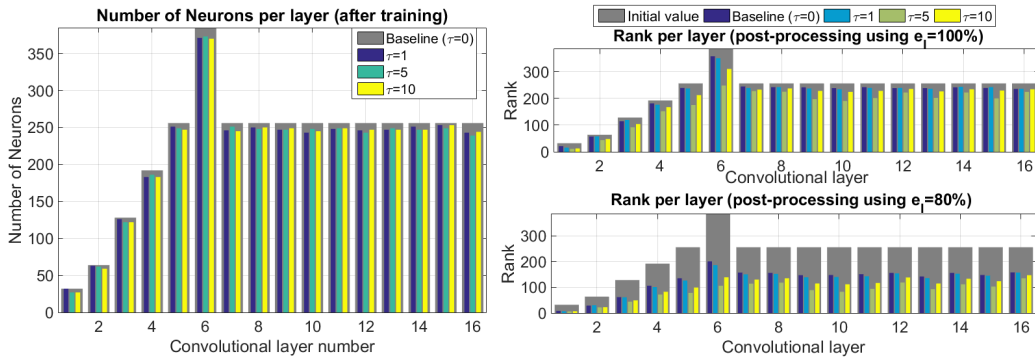 Number of Neurons per layer (after training)
Baseline (τ=0)
τ=1
τ=5
τ=10
Number of Neurons
350
300
250
200
150
100
50
0
2 4 6 8 10 12 14 16
Convolutional layer number
Initial value Baseline (τ=0) τ=1 τ=5 τ=10
Rank per layer (post-processing using e_l=100%)
Rank
300
200
100
0
2 4 6 8 10 12 14 16
Convolutional layer
Rank per layer (post-processing using e_l=80%)
Rank
300
200
100
0
2 4 6 8 10 12 14 16
Convolutional layer